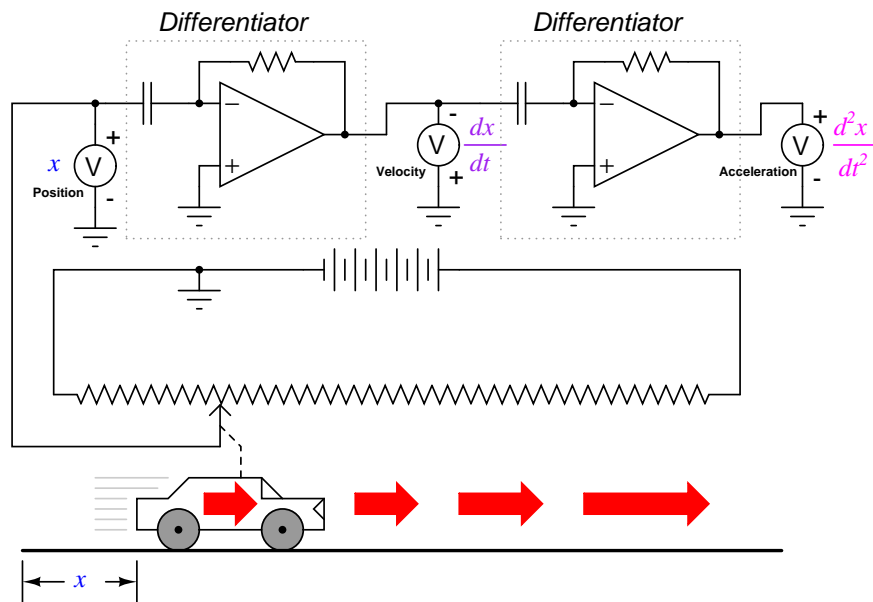 Differentiator
Differentiator
+
V
-
x
Position
−
+
-
V
+
Velocity
dx
dt
−
+
+
V
-
Acceleration
d²x
dt²
x